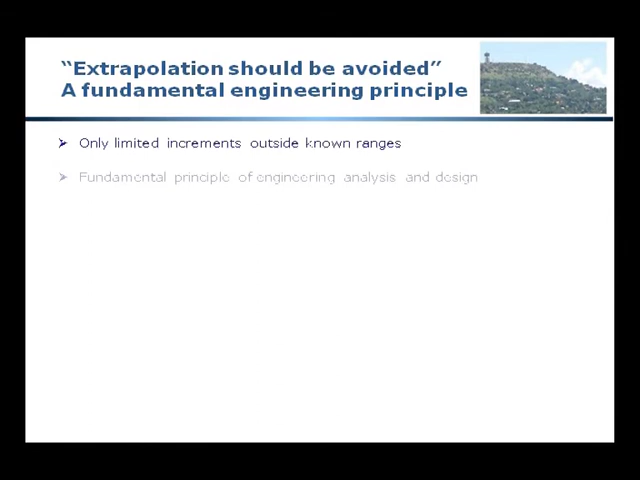 “Extrapolation should be avoided”
A fundamental engineering principle
Only limited increments outside known ranges
Fundamental principle of engineering analysis and design